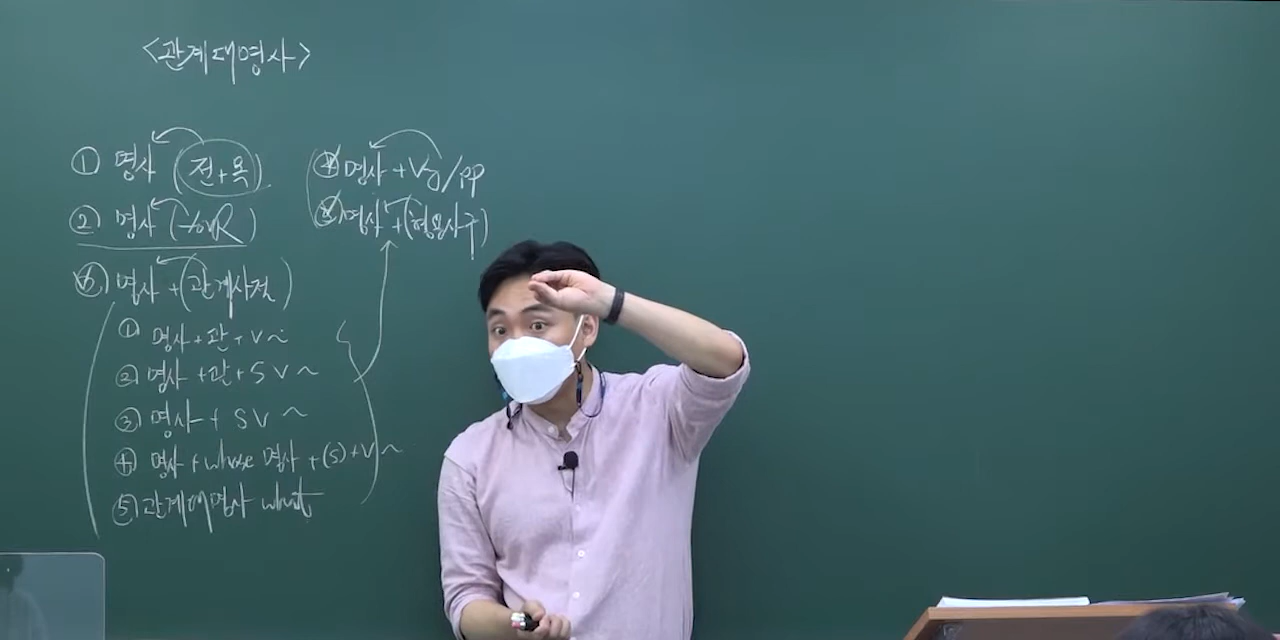 <관계대명사>
① 명사 (전+목)
② 명사 (to R)
③ 명사 + (관계사절)
① 명사 + 관 + V ~
② 명사 + 관 + S V ~
③ 명사 + S V ~
④ 명사 + whose 명사 + (S) + V ~
⑤ 관계대명사 what
④ 명사 + Ving/pp
⑤ 명사 + (형용사구)